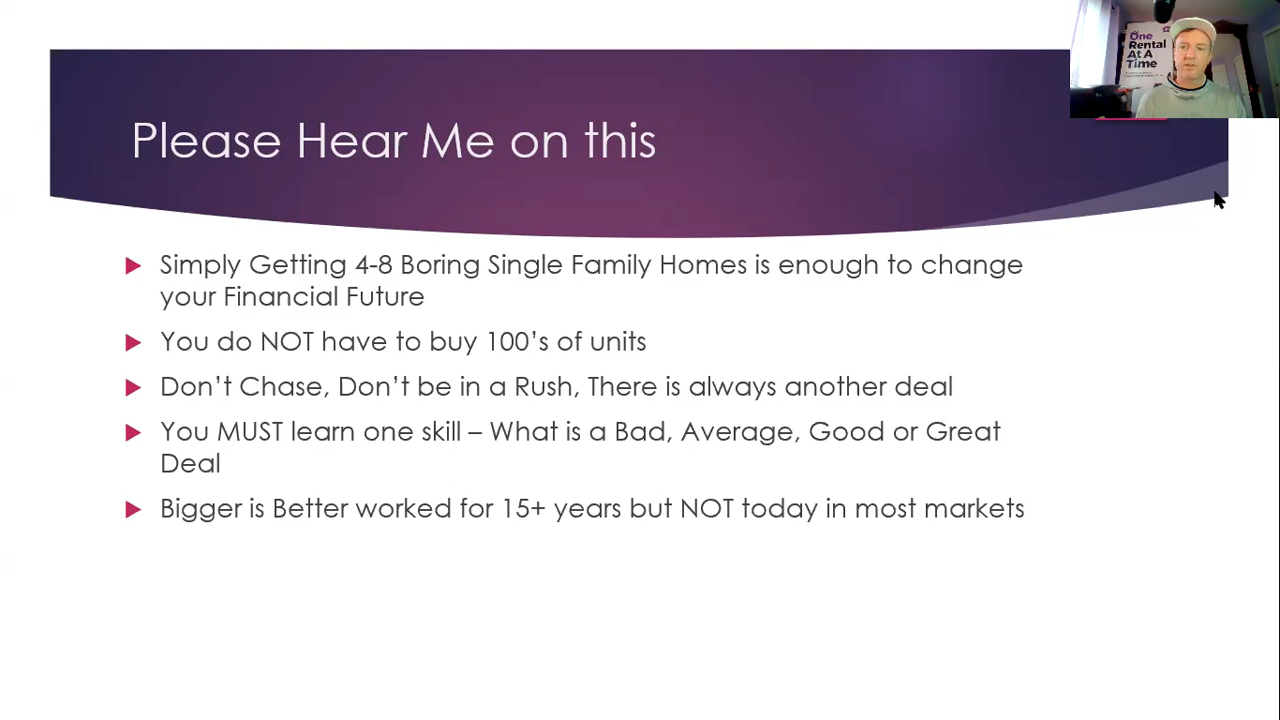 Please Hear Me on this
One
Rental
At A
Time
Simply Getting 4-8 Boring Single Family Homes is enough to change
your Financial Future
You do NOT have to buy 100’s of units
Don’t Chase, Don’t be in a Rush, There is always another deal
You MUST learn one skill – What is a Bad, Average, Good or Great
Deal
Bigger is Better worked for 15+ years but NOT today in most markets